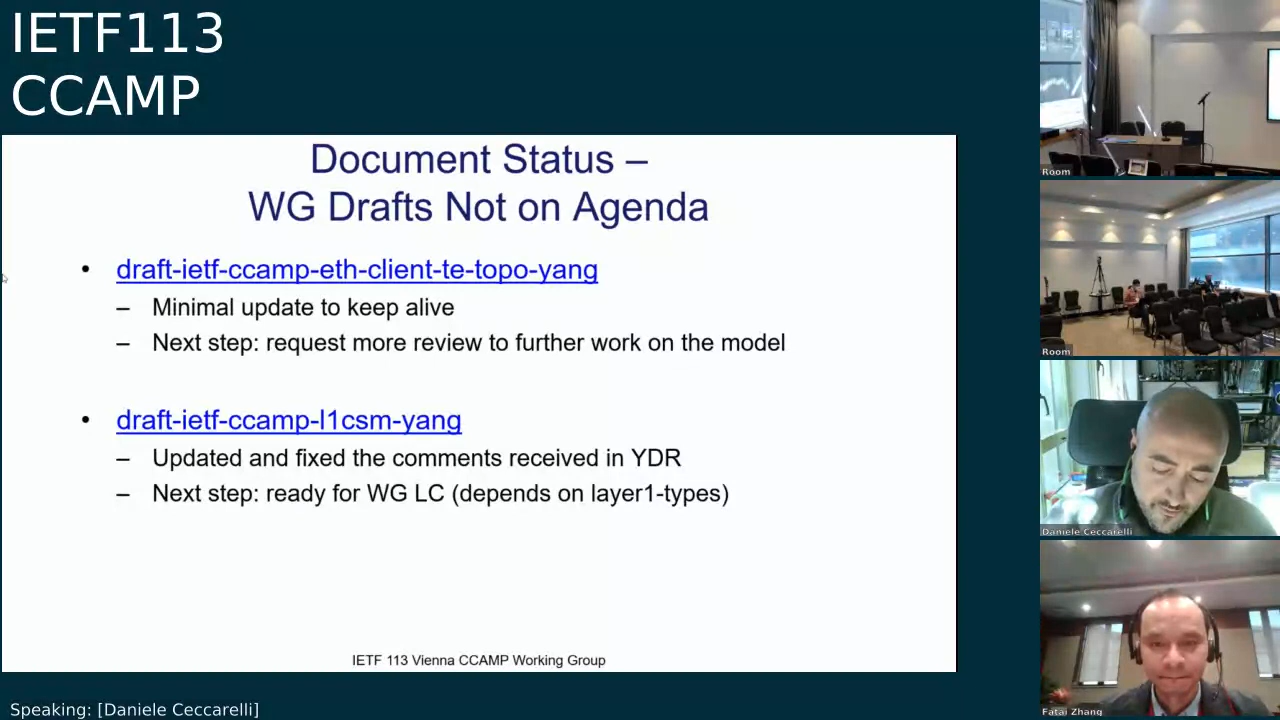 IETF113
CCAMP
Document Status –
WG Drafts Not on Agenda
• draft-ietf-ccamp-eth-client-te-topo-yang
– Minimal update to keep alive
– Next step: request more review to further work on the model
• draft-ietf-ccamp-l1csm-yang
– Updated and fixed the comments received in YDR
– Next step: ready for WG LC (depends on layer1-types)
IETF 113 Vienna CCAMP Working Group
Speaking: [Daniele Ceccarelli]
Room
Room
Daniele Ceccarelli
Fatai Zhang